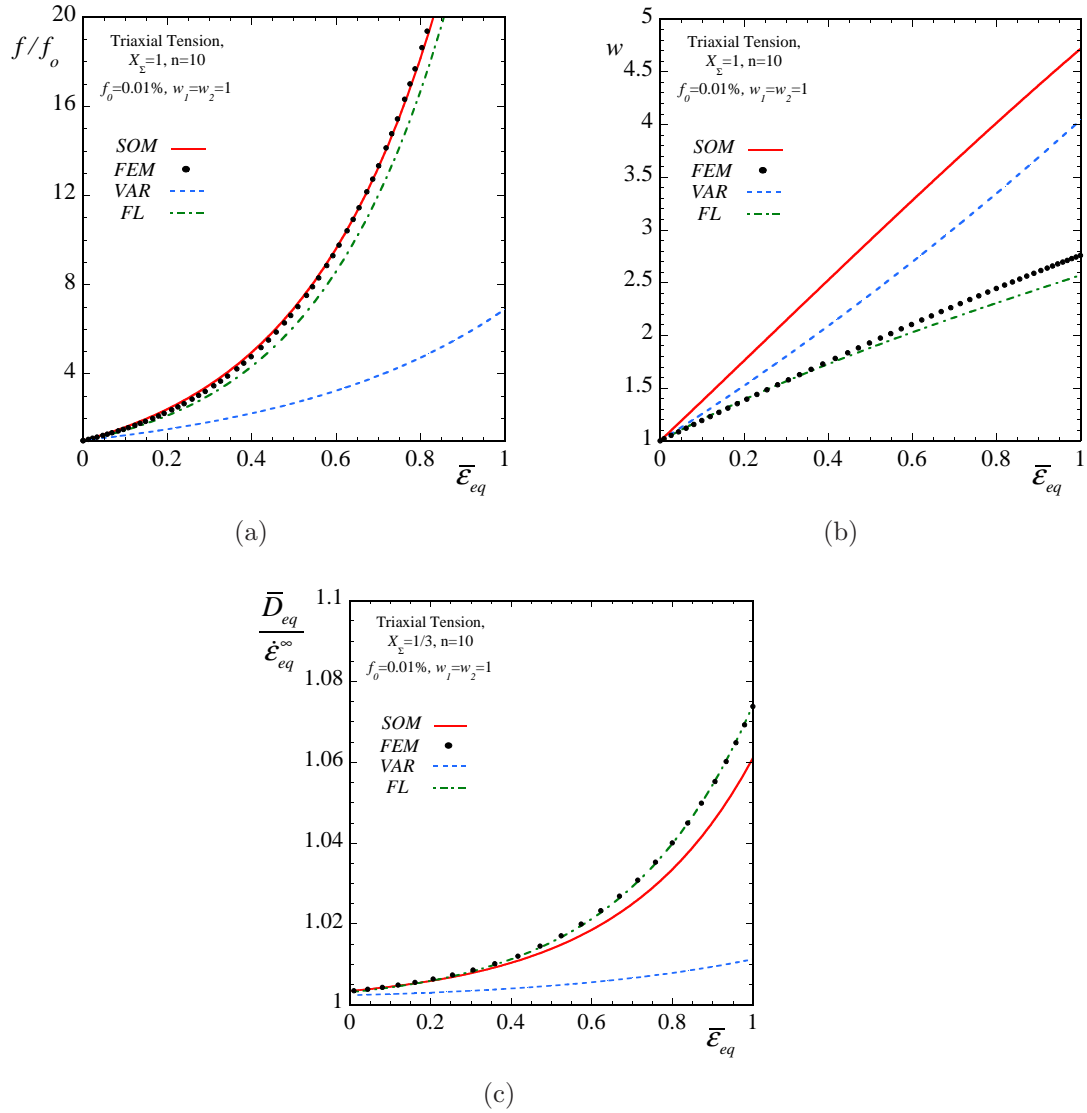 20
f/f_o
16
12
8
4
Triaxial Tension,
X_Σ=1, n=10
f_0=0.01%, w_1=w_2=1
SOM
FEM
VAR
FL
0 0.2 0.4 0.6 0.8 1
ε̅_eq
(a)
5
w
4.5
4
3.5
3
2.5
2
1.5
1
Triaxial Tension,
X_Σ=1, n=10
f_0=0.01%, w_1=w_2=1
SOM
FEM
VAR
FL
0 0.2 0.4 0.6 0.8 1
ε̅_eq
(b)
D̅_eq
ε̇_eq^∞
1.1
1.08
1.06
1.04
1.02
1
Triaxial Tension,
X_Σ=1/3, n=10
f_0=0.01%, w_1=w_2=1
SOM
FEM
VAR
FL
0 0.2 0.4 0.6 0.8 1
ε̅_eq
(c)